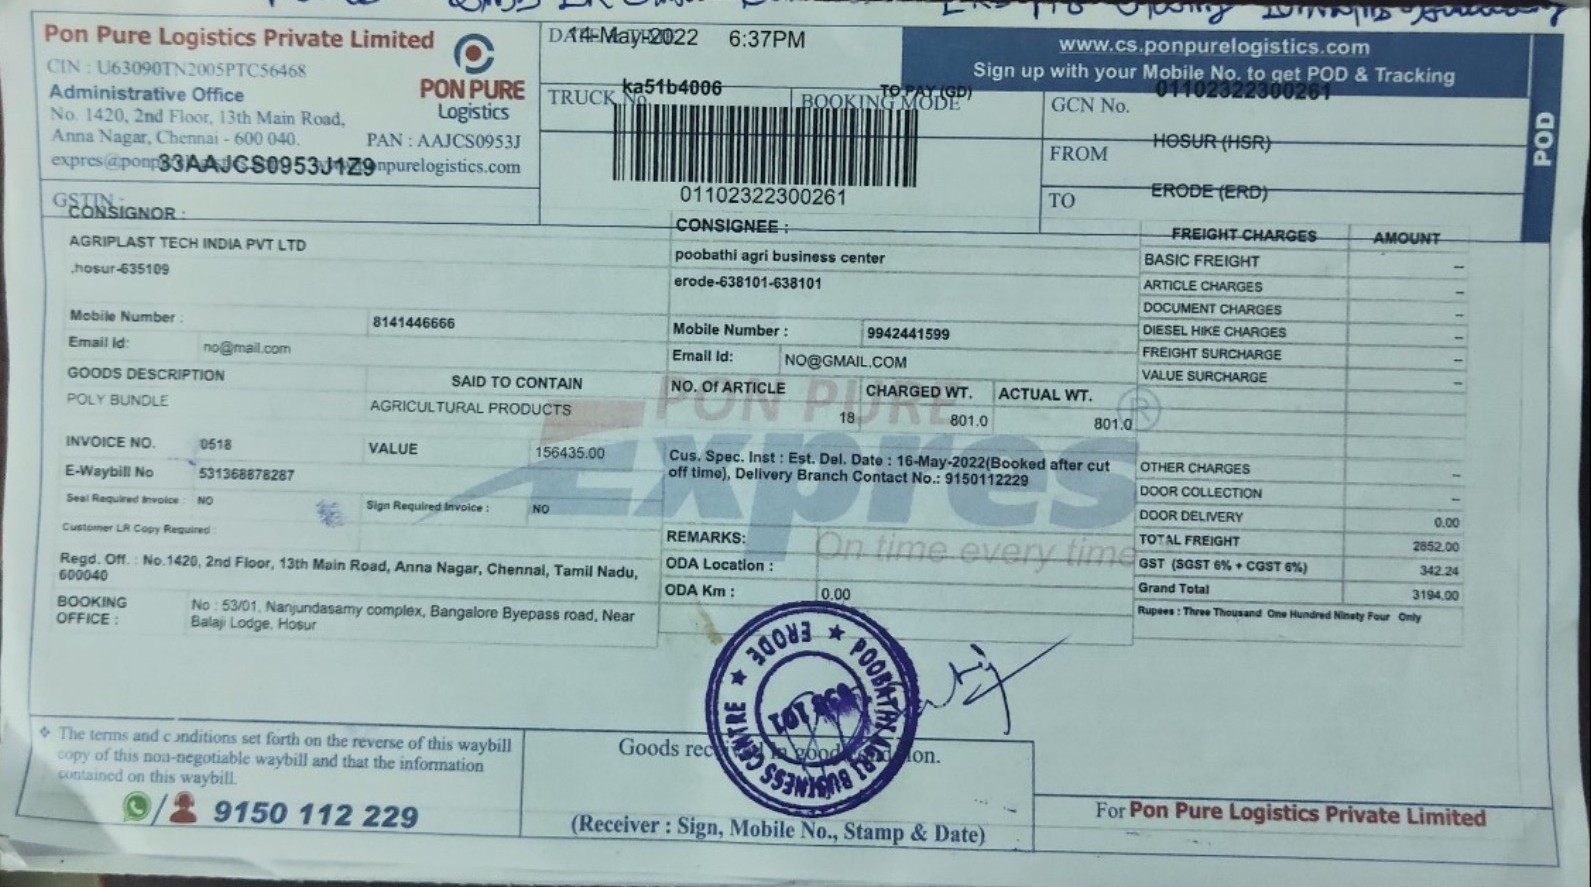 Pon Pure Logistics Private Limited
CIN : U63090TN2005PTC56468
Administrative Office
No. 1420, 2nd Floor, 13th Main Road,
Anna Nagar, Chennai - 600 040.
PAN : AAJCS0953J
33AAJCS0953J1Z9
GSTIN :
PON PURE
Logistics
14-May-2022 6:37PM
TRUCK No. ka51b4006
BOOKING MODE TO PAY (GD)
01102322300261
www.cs.ponpurelogistics.com
Sign up with your Mobile No. to get POD & Tracking
GCN No. 01102322300261
FROM HOSUR (HSR)
TO ERODE (ERD)
POD
CONSIGNOR :
AGRIPLAST TECH INDIA PVT LTD
,hosur-635109
Mobile Number : 8141446666
Email Id: no@mail.com
GOODS DESCRIPTION SAID TO CONTAIN
POLY BUNDLE AGRICULTURAL PRODUCTS
INVOICE NO. 0518 VALUE 156435.00
E-Waybill No 531368878287
Seal Required Invoice : NO Sign Required Invoice : NO
Customer LR Copy Required :
Regd. Off. : No.1420, 2nd Floor, 13th Main Road, Anna Nagar, Chennai, Tamil Nadu,
600040
BOOKING OFFICE : No : 53/01, Nanjundasamy complex, Bangalore Byepass road, Near
Balaji Lodge, Hosur
CONSIGNEE :
poobathi agri business center
erode-638101-638101
Mobile Number : 9942441599
Email Id: NO@GMAIL.COM
NO. Of ARTICLE CHARGED WT. ACTUAL WT.
18 801.0 801.0
Cus. Spec. Inst : Est. Del. Date : 16-May-2022(Booked after cut
off time), Delivery Branch Contact No.: 9150112229
REMARKS:
ODA Location :
ODA Km : 0.00
PON PURE
Expres
On time every time
FREIGHT CHARGES AMOUNT
BASIC FREIGHT --
ARTICLE CHARGES --
DOCUMENT CHARGES --
DIESEL HIKE CHARGES --
FREIGHT SURCHARGE --
VALUE SURCHARGE --
OTHER CHARGES --
DOOR COLLECTION --
DOOR DELIVERY 0.00
TOTAL FREIGHT 2852.00
GST (SGST 6% + CGST 6%) 342.24
Grand Total 3194.00
Rupees : Three Thousand One Hundred Ninety Four Only
POOBATHI AGRI BUSINESS CENTRE ★ ERODE ★
638 101
The terms and conditions set forth on the reverse of this waybill
copy of this non-negotiable waybill and that the information
contained on this waybill.
9150 112 229
Goods received in good condition.
(Receiver : Sign, Mobile No., Stamp & Date)
For Pon Pure Logistics Private Limited